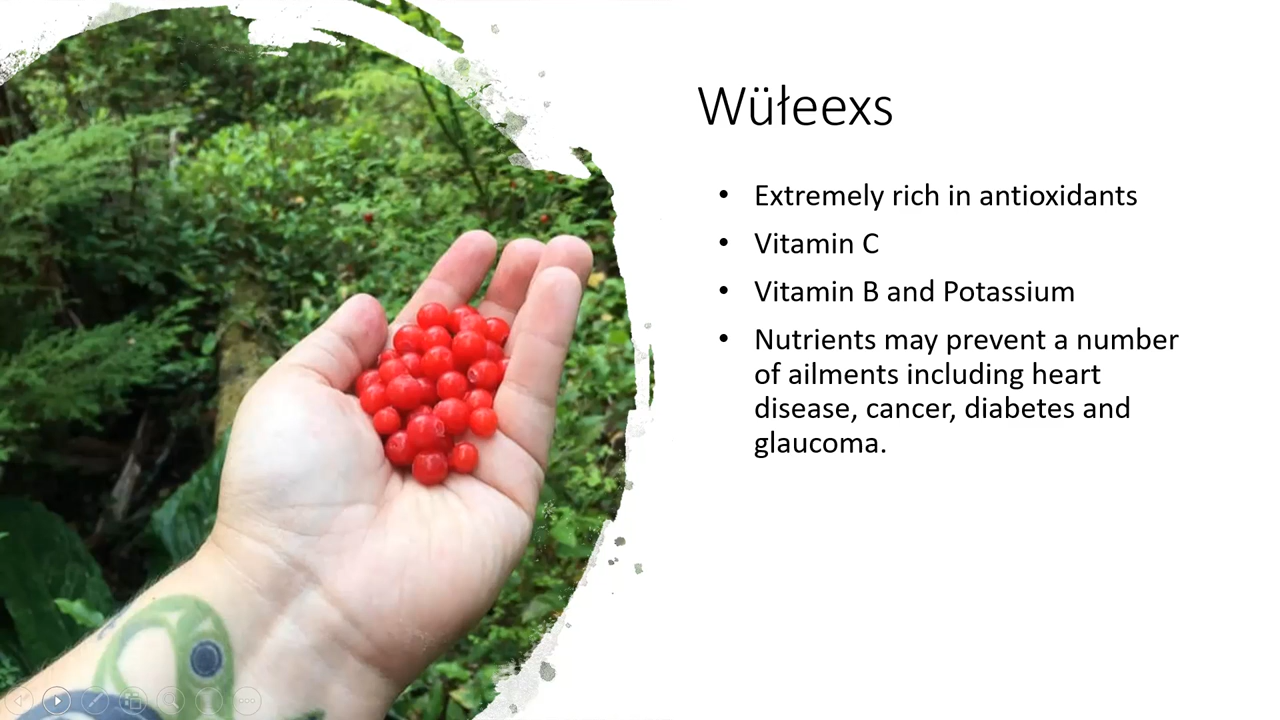 Wüłeexs
• Extremely rich in antioxidants
• Vitamin C
• Vitamin B and Potassium
• Nutrients may prevent a number
of ailments including heart
disease, cancer, diabetes and
glaucoma.